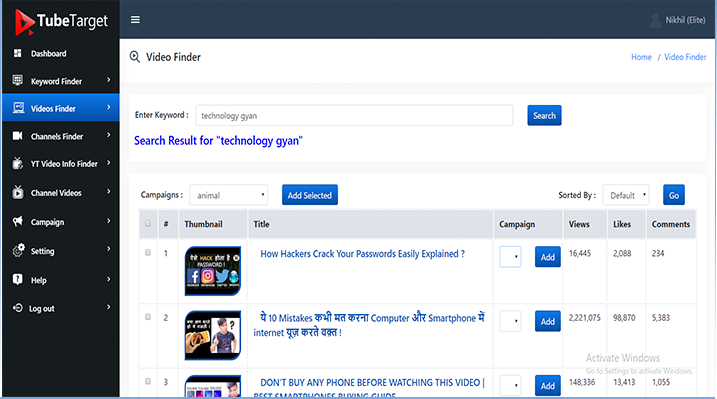 TubeTarget
Nikhil (Elite)
Dashboard
Keyword Finder
Videos Finder
Channels Finder
YT Video Info Finder
Channel Videos
Campaign
Setting
Help
Log out
Video Finder
Home / Video Finder
Enter Keyword : technology gyan Search
Search Result for "technology gyan"
Campaigns : animal Add Selected Sorted By : Default Go
# Thumbnail Title Campaign Views Likes Comments
1 How Hackers Crack Your Passwords Easily Explained ? Add 16,445 2,088 234
ऐसे HACK होता है
PASSWORD !
2 ये 10 Mistakes कभी मत करना Computer और Smartphone में Add 2,221,075 98,870 5,383
internet यूज़ करते वक़्त !
3 DON'T BUY ANY PHONE BEFORE WATCHING THIS VIDEO | Add 148,336 13,413 1,055
BEST SMARTPHONES BUYING GUIDE
Activate Windows
Go to Settings to activate Windows.